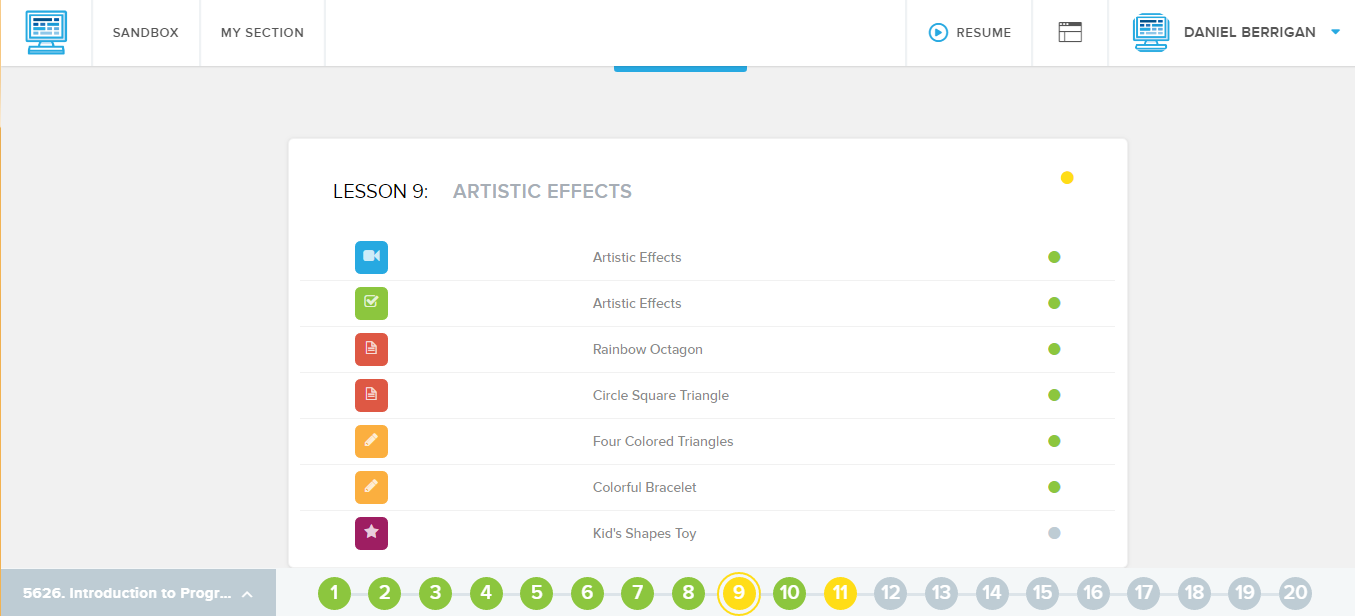 SANDBOX MY SECTION RESUME DANIEL BERRIGAN
LESSON 9: ARTISTIC EFFECTS
Artistic Effects
Artistic Effects
Rainbow Octagon
Circle Square Triangle
Four Colored Triangles
Colorful Bracelet
Kid's Shapes Toy
5626. Introduction to Progr... 1 2 3 4 5 6 7 8 9 10 11 12 13 14 15 16 17 18 19 20